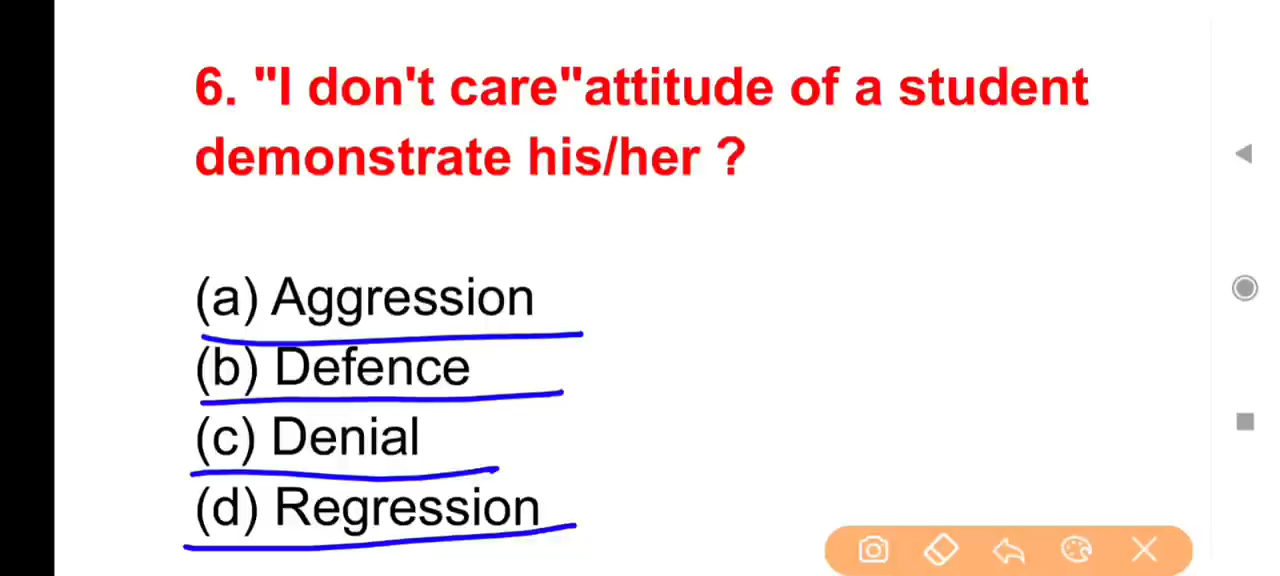 6. "I don't care"attitude of a student
demonstrate his/her ?
(a) Aggression
(b) Defence
(c) Denial
(d) Regression